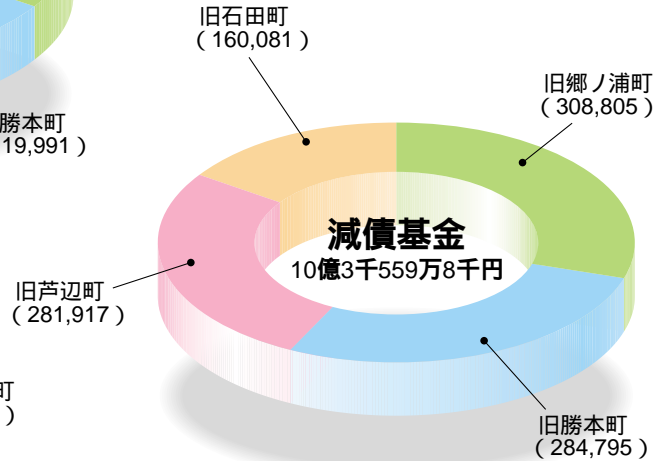 旧石田町
（160,081）
旧郷ノ浦町
（308,805）
勝本町
19,991）
減債基金
10億3千559万8千円
旧芦辺町
（281,917）
町
）
旧勝本町
（284,795）